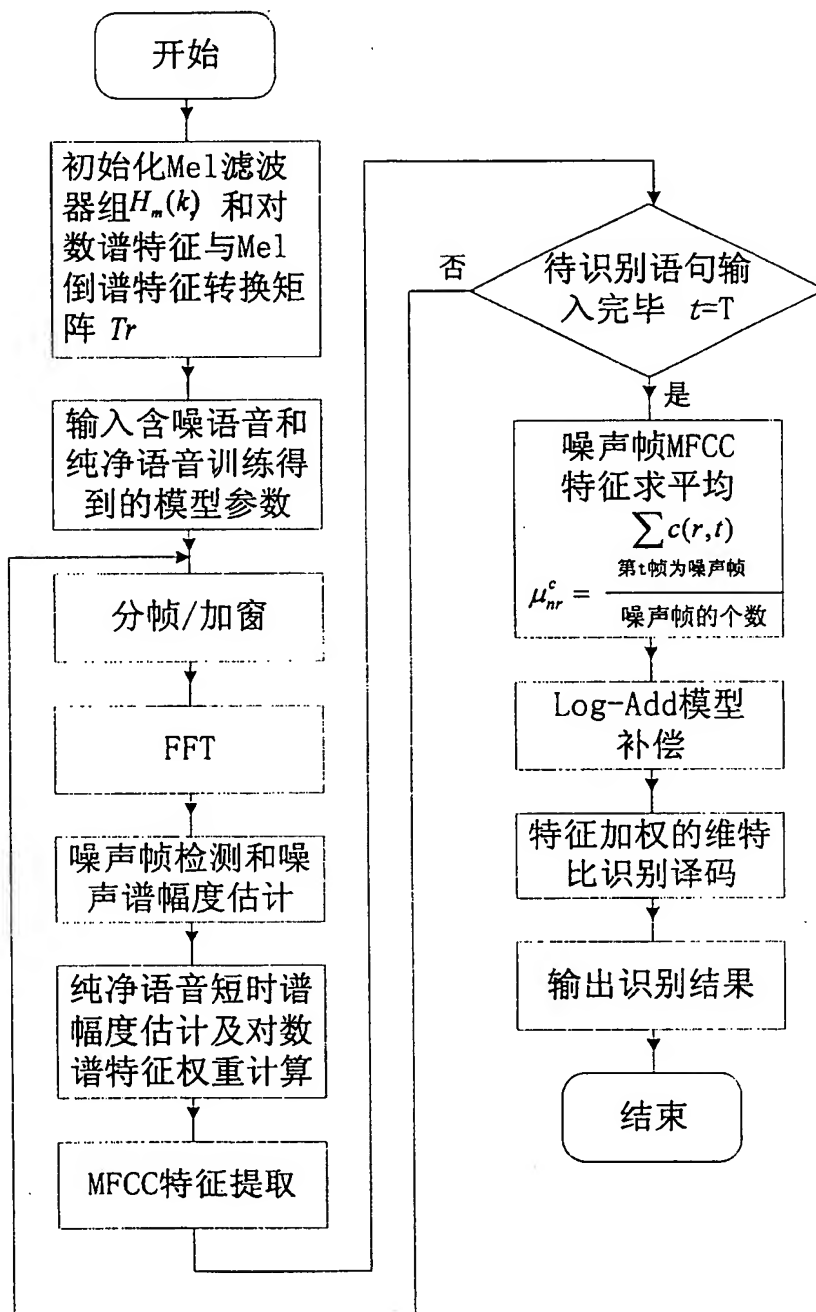 开始
初始化Mel滤波
器组H_m(k) 和对
数谱特征与Mel
倒谱特征转换矩
阵 Tr
输入含噪语音和
纯净语音训练得
到的模型参数
分帧/加窗
FFT
噪声帧检测和噪
声谱幅度估计
纯净语音短时谱
幅度估计及对数
谱特征权重计算
MFCC特征提取
待识别语句输
入完毕 t=T
否
是
噪声帧MFCC
特征求平均
∑c(r,t)
第t帧为噪声帧
μ^c_{nr} =
噪声帧的个数
Log-Add模型
补偿
特征加权的维特
比识别译码
输出识别结果
结束